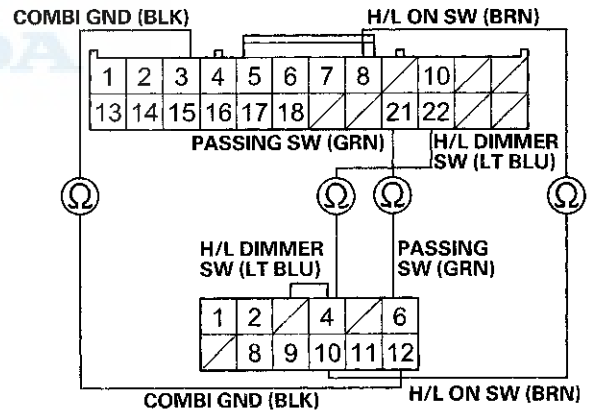 COMBI GND (BLK)
H/L ON SW (BRN)
1 2 3 4 5 6 7 8 10
13 14 15 16 17 18 21 22
PASSING SW (GRN)
H/L DIMMER
SW (LT BLU)
Ω Ω Ω Ω
H/L DIMMER
SW (LT BLU)
PASSING
SW (GRN)
1 2 4 6
8 9 10 11 12
COMBI GND (BLK)
H/L ON SW (BRN)